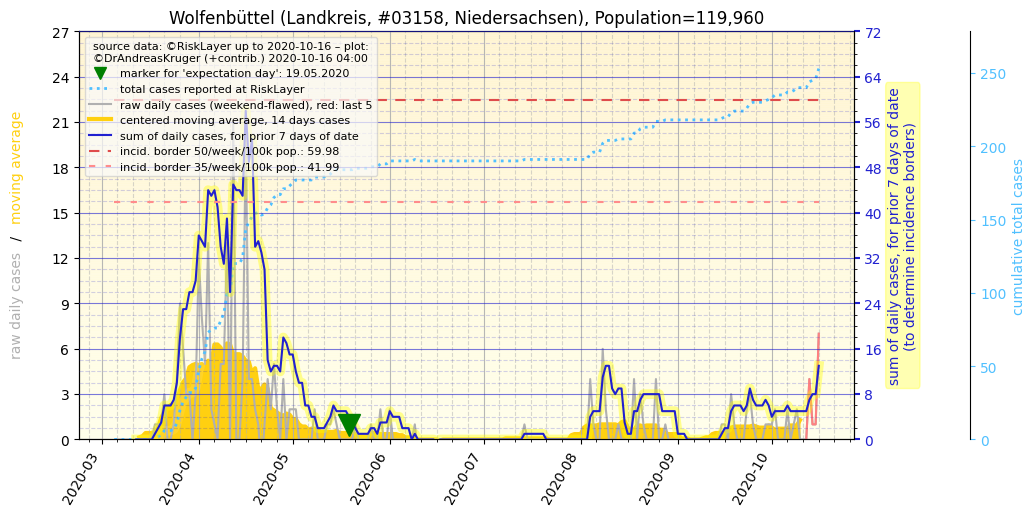 Wolfenbüttel (Landkreis, #03158, Niedersachsen), Population=119,960
source data: ©RiskLayer up to 2020-10-16 – plot:
©DrAndreasKruger (+contrib.) 2020-10-16 04:00
marker for 'expectation day': 19.05.2020
total cases reported at RiskLayer
raw daily cases (weekend-flawed), red: last 5
centered moving average, 14 days cases
sum of daily cases, for prior 7 days of date
incid. border 50/week/100k pop.: 59.98
incid. border 35/week/100k pop.: 41.99
raw daily cases / moving average
27
24
21
18
15
12
9
6
3
0
72
64
56
48
40
32
24
16
8
0
sum of daily cases, for prior 7 days of date
(to determine incidence borders)
250
200
150
100
50
0
cumulative total cases
2020-03
2020-04
2020-05
2020-06
2020-07
2020-08
2020-09
2020-10